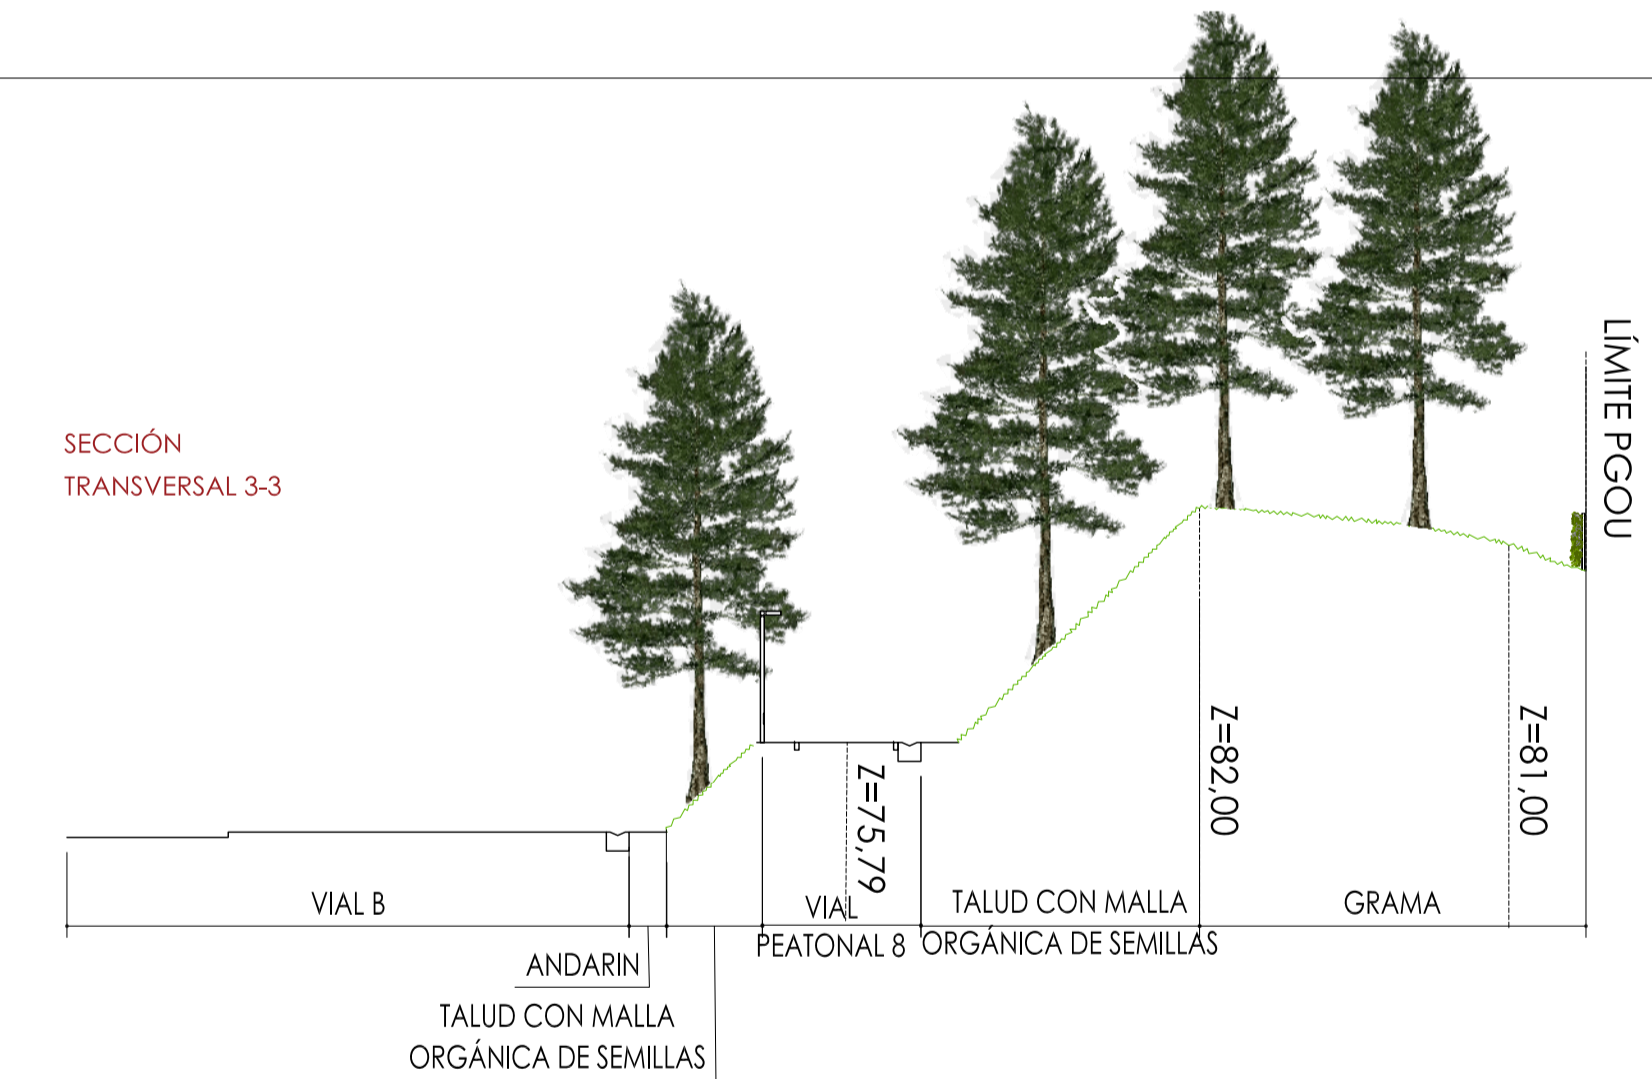 LÍMITE PGOU
SECCIÓN
TRANSVERSAL 3-3
Z=82,00
Z=81,00
Z=75,79
VIAL B
VIAL
PEATONAL 8
TALUD CON MALLA
ORGÁNICA DE SEMILLAS
GRAMA
ANDARIN
TALUD CON MALLA
ORGÁNICA DE SEMILLAS